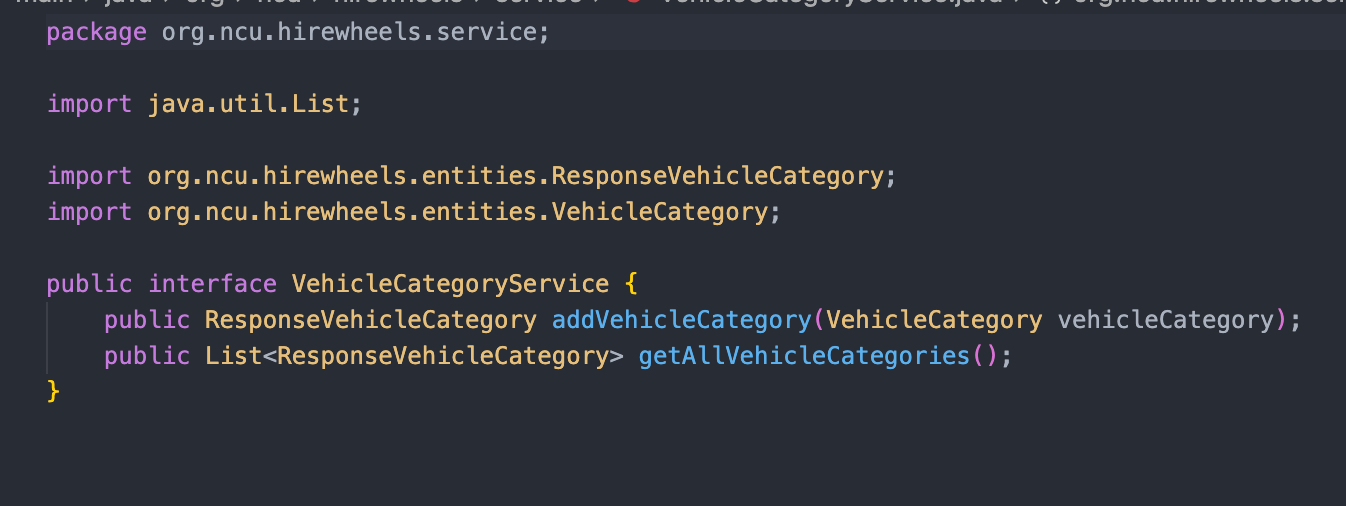 package org.ncu.hirewheels.service;
import java.util.List;
import org.ncu.hirewheels.entities.ResponseVehicleCategory;
import org.ncu.hirewheels.entities.VehicleCategory;
public interface VehicleCategoryService {
public ResponseVehicleCategory addVehicleCategory(VehicleCategory vehicleCategory);
public List<ResponseVehicleCategory> getAllVehicleCategories();
}